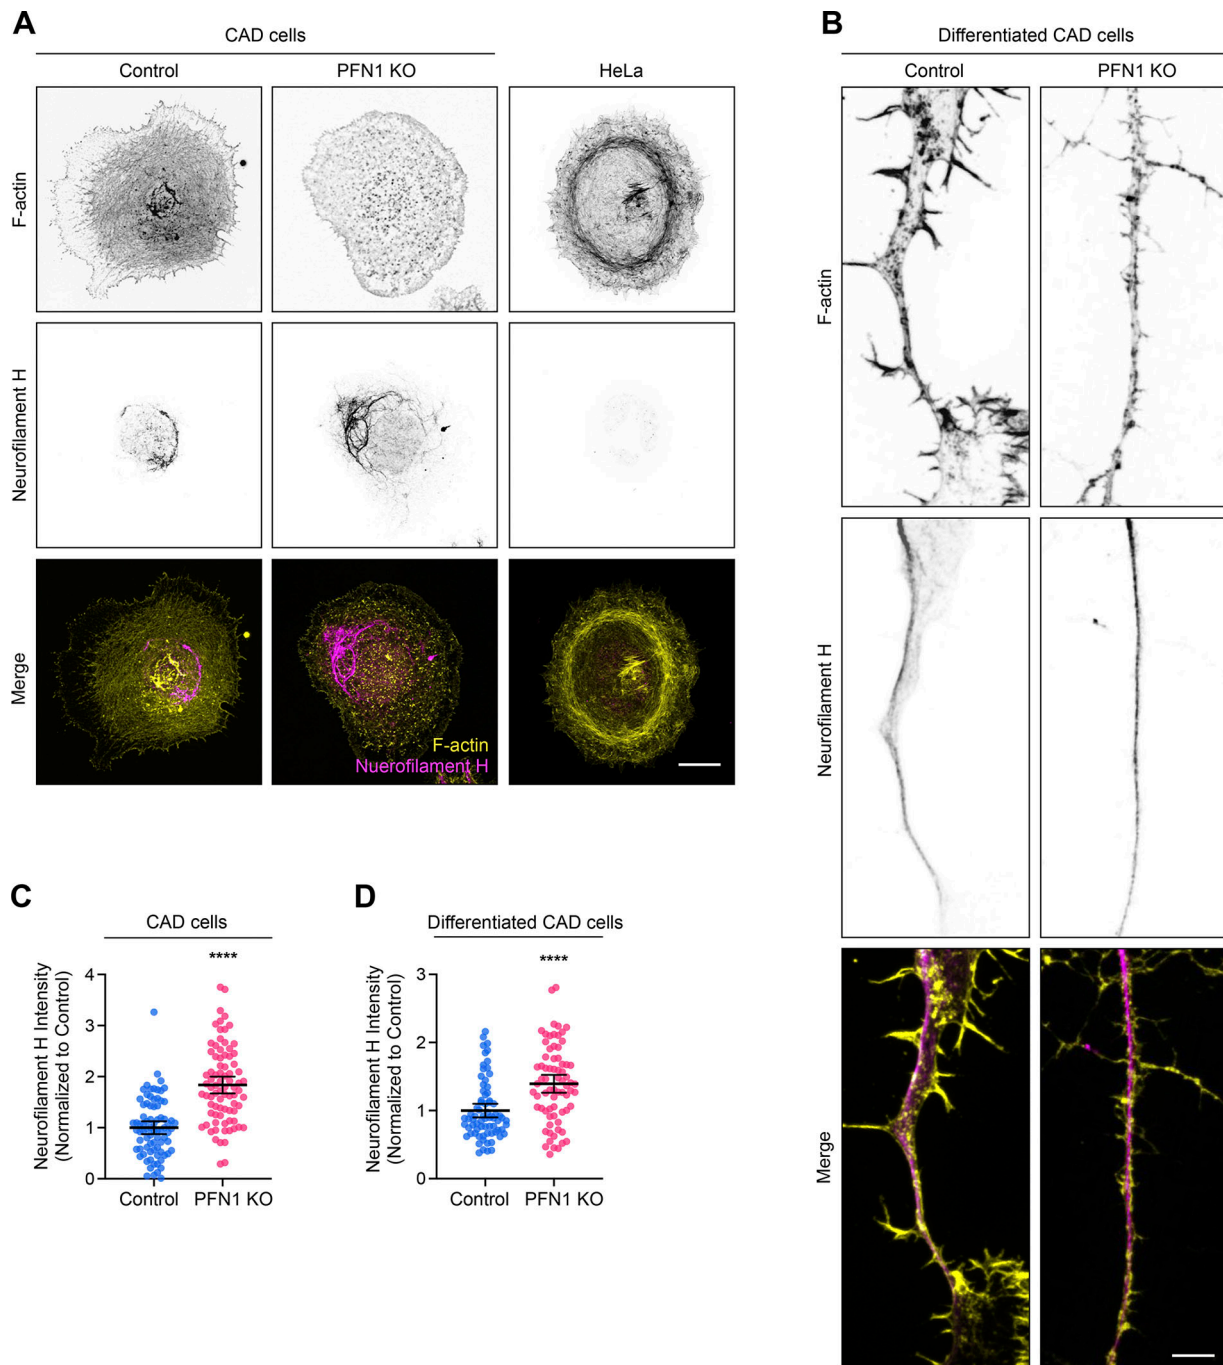 A
CAD cells
Control
PFN1 KO
HeLa
F-actin
Neurofilament H
Merge
F-actin
Nuerofilament H
B
Differentiated CAD cells
Control
PFN1 KO
F-actin
Neurofilament H
Merge
C
CAD cells
****
Neurofilament H Intensity
(Normalized to Control)
4
3
2
1
0
Control
PFN1 KO
D
Differentiated CAD cells
****
Neurofilament H Intensity
(Normalized to Control)
3
2
1
0
Control
PFN1 KO